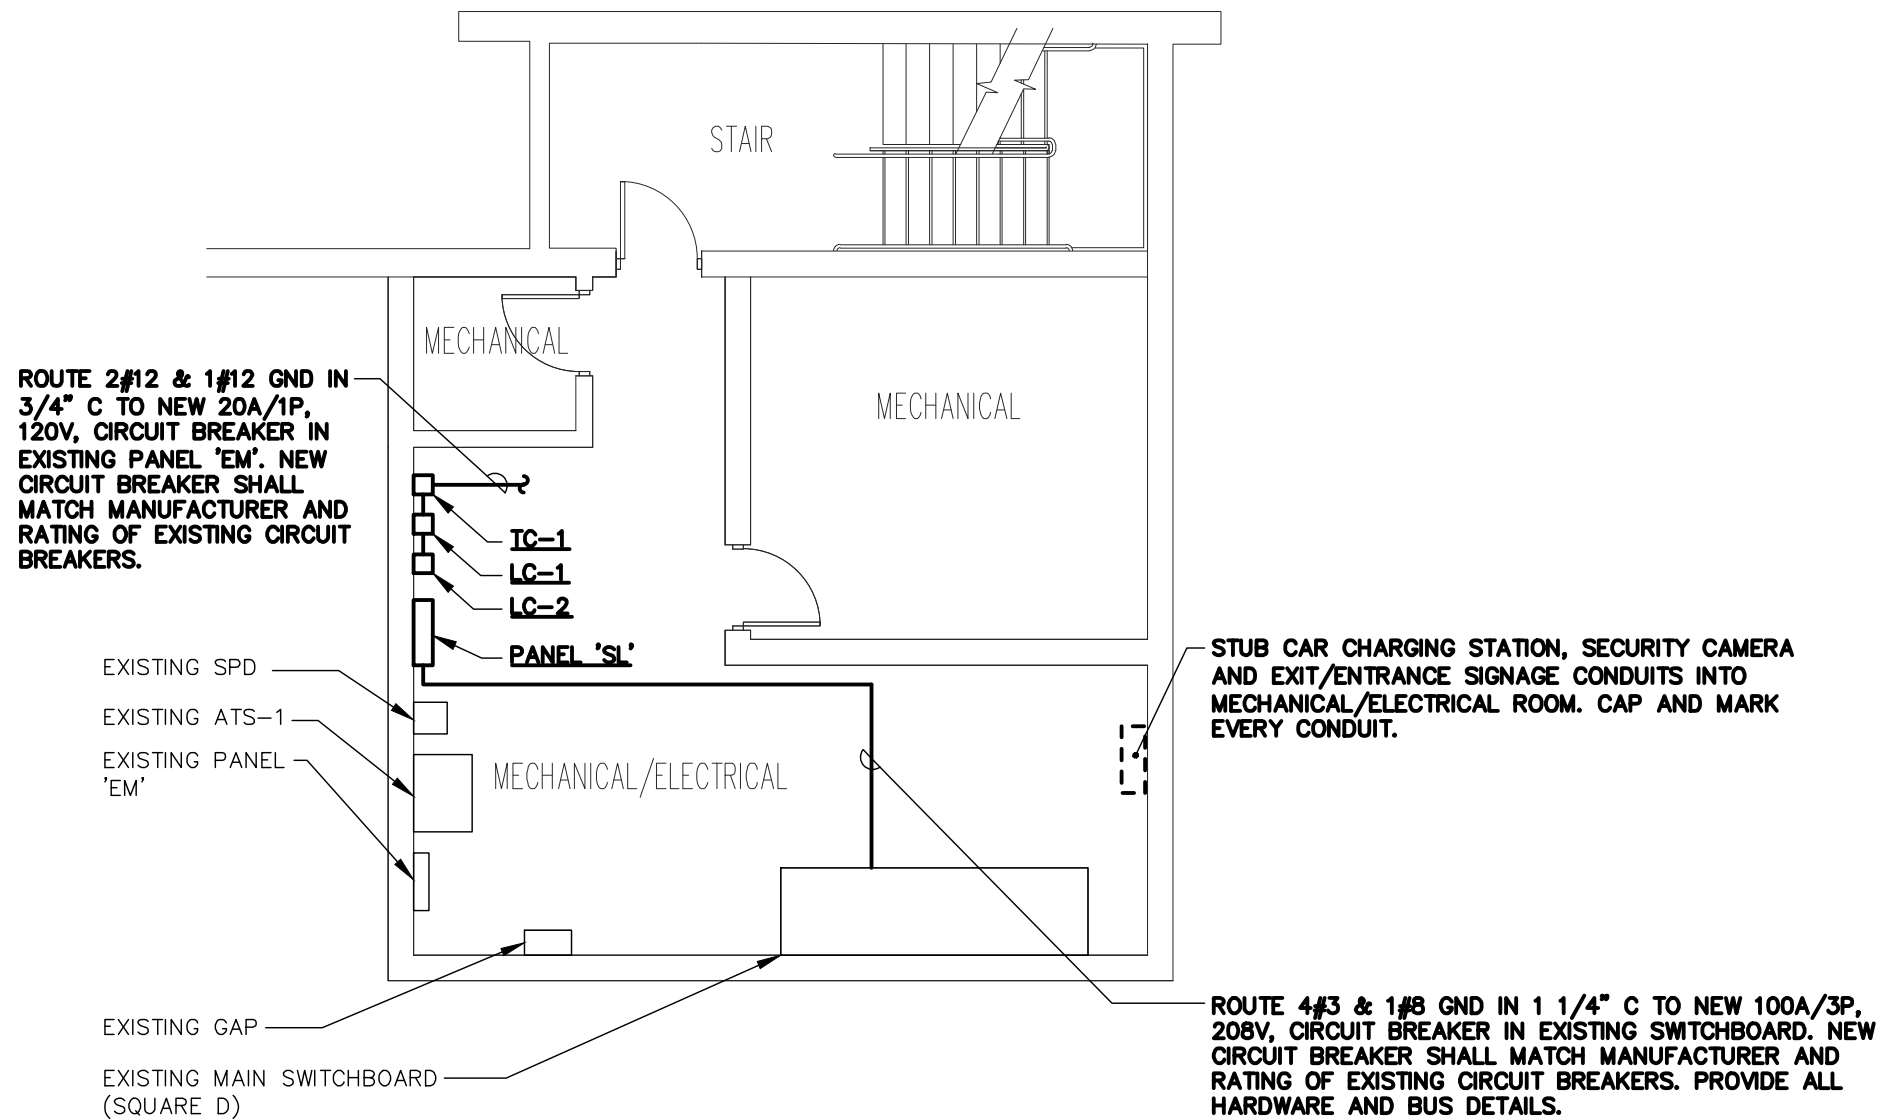 STAIR
MECHANICAL
ROUTE 2#12 & 1#12 GND IN
3/4" C TO NEW 20A/1P,
120V, CIRCUIT BREAKER IN
EXISTING PANEL 'EM'. NEW
CIRCUIT BREAKER SHALL
MATCH MANUFACTURER AND
RATING OF EXISTING CIRCUIT
BREAKERS.
MECHANICAL
TC-1
LC-1
LC-2
PANEL 'SL'
EXISTING SPD
EXISTING ATS-1
EXISTING PANEL
'EM'
MECHANICAL/ELECTRICAL
STUB CAR CHARGING STATION, SECURITY CAMERA
AND EXIT/ENTRANCE SIGNAGE CONDUITS INTO
MECHANICAL/ELECTRICAL ROOM. CAP AND MARK
EVERY CONDUIT.
EXISTING GAP
EXISTING MAIN SWITCHBOARD
(SQUARE D)
ROUTE 4#3 & 1#8 GND IN 1 1/4" C TO NEW 100A/3P,
208V, CIRCUIT BREAKER IN EXISTING SWITCHBOARD. NEW
CIRCUIT BREAKER SHALL MATCH MANUFACTURER AND
RATING OF EXISTING CIRCUIT BREAKERS. PROVIDE ALL
HARDWARE AND BUS DETAILS.